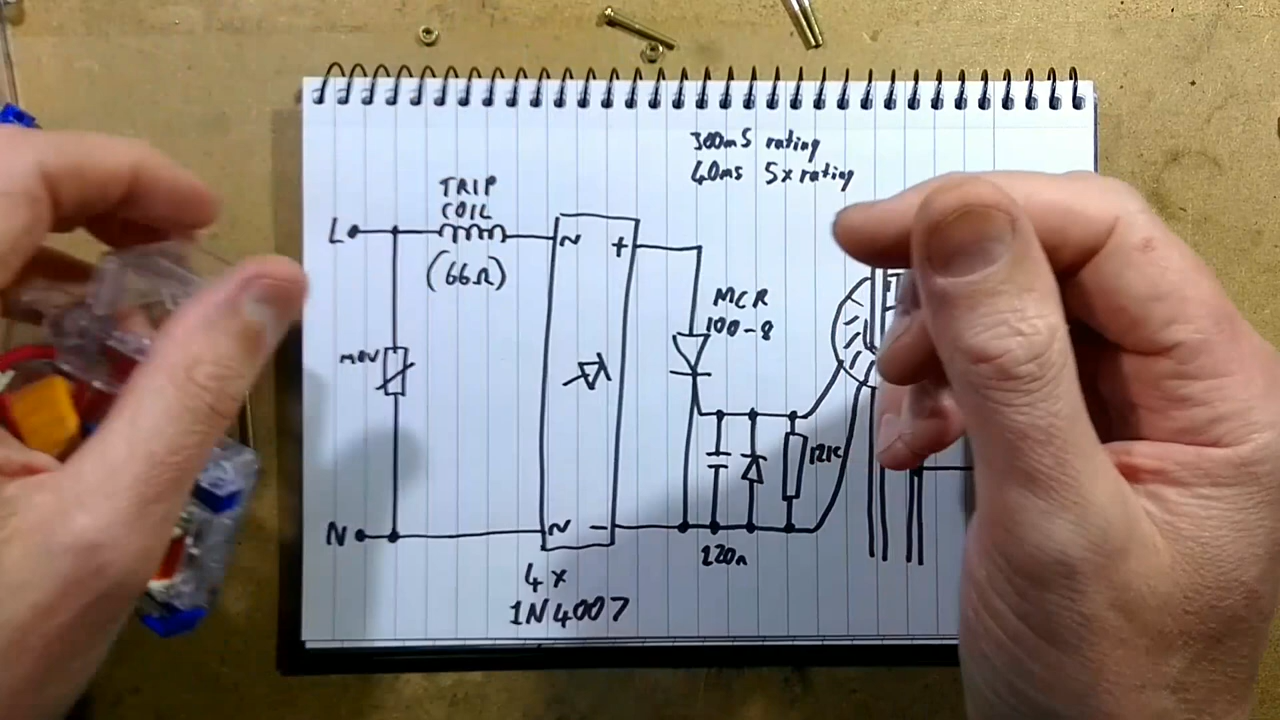 300mS rating
40ms 5x rating
TRIP
COIL
L
~ +
(66Ω)
MCR
100-8
MOV
12K
N
~ −
220n
4x
1N4007